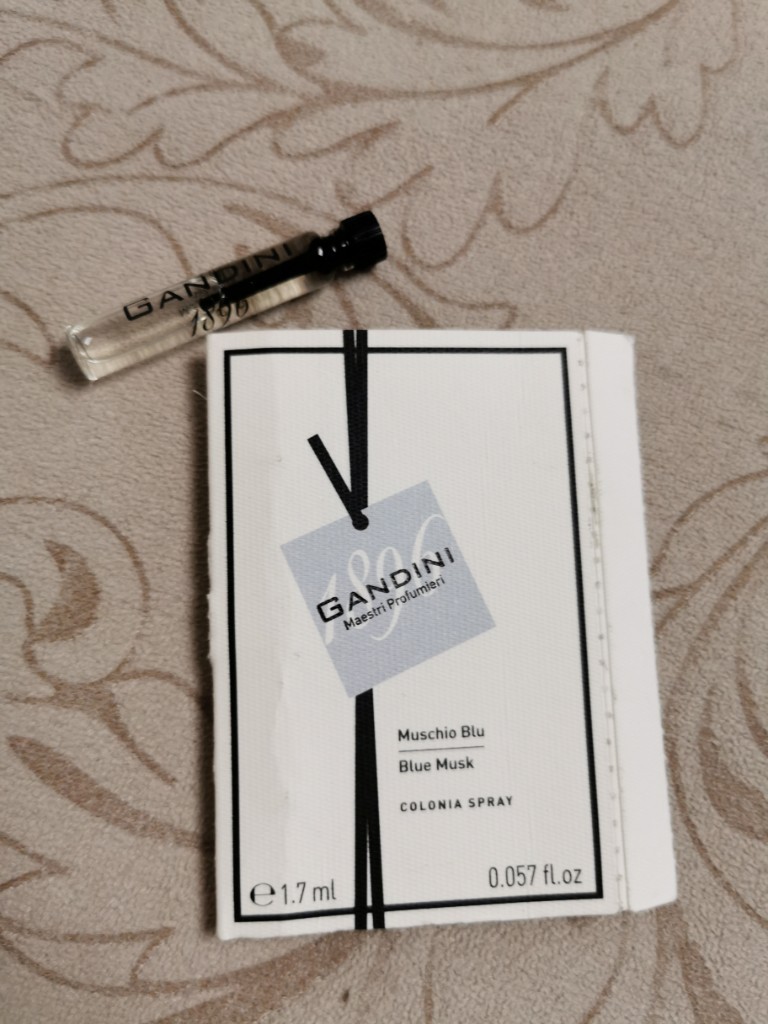 GANDINI
1896
1896
GANDINI
Maestri Profumieri
Muschio Blu
Blue Musk
COLONIA SPRAY
℮ 1.7 ml
0.057 fl.oz